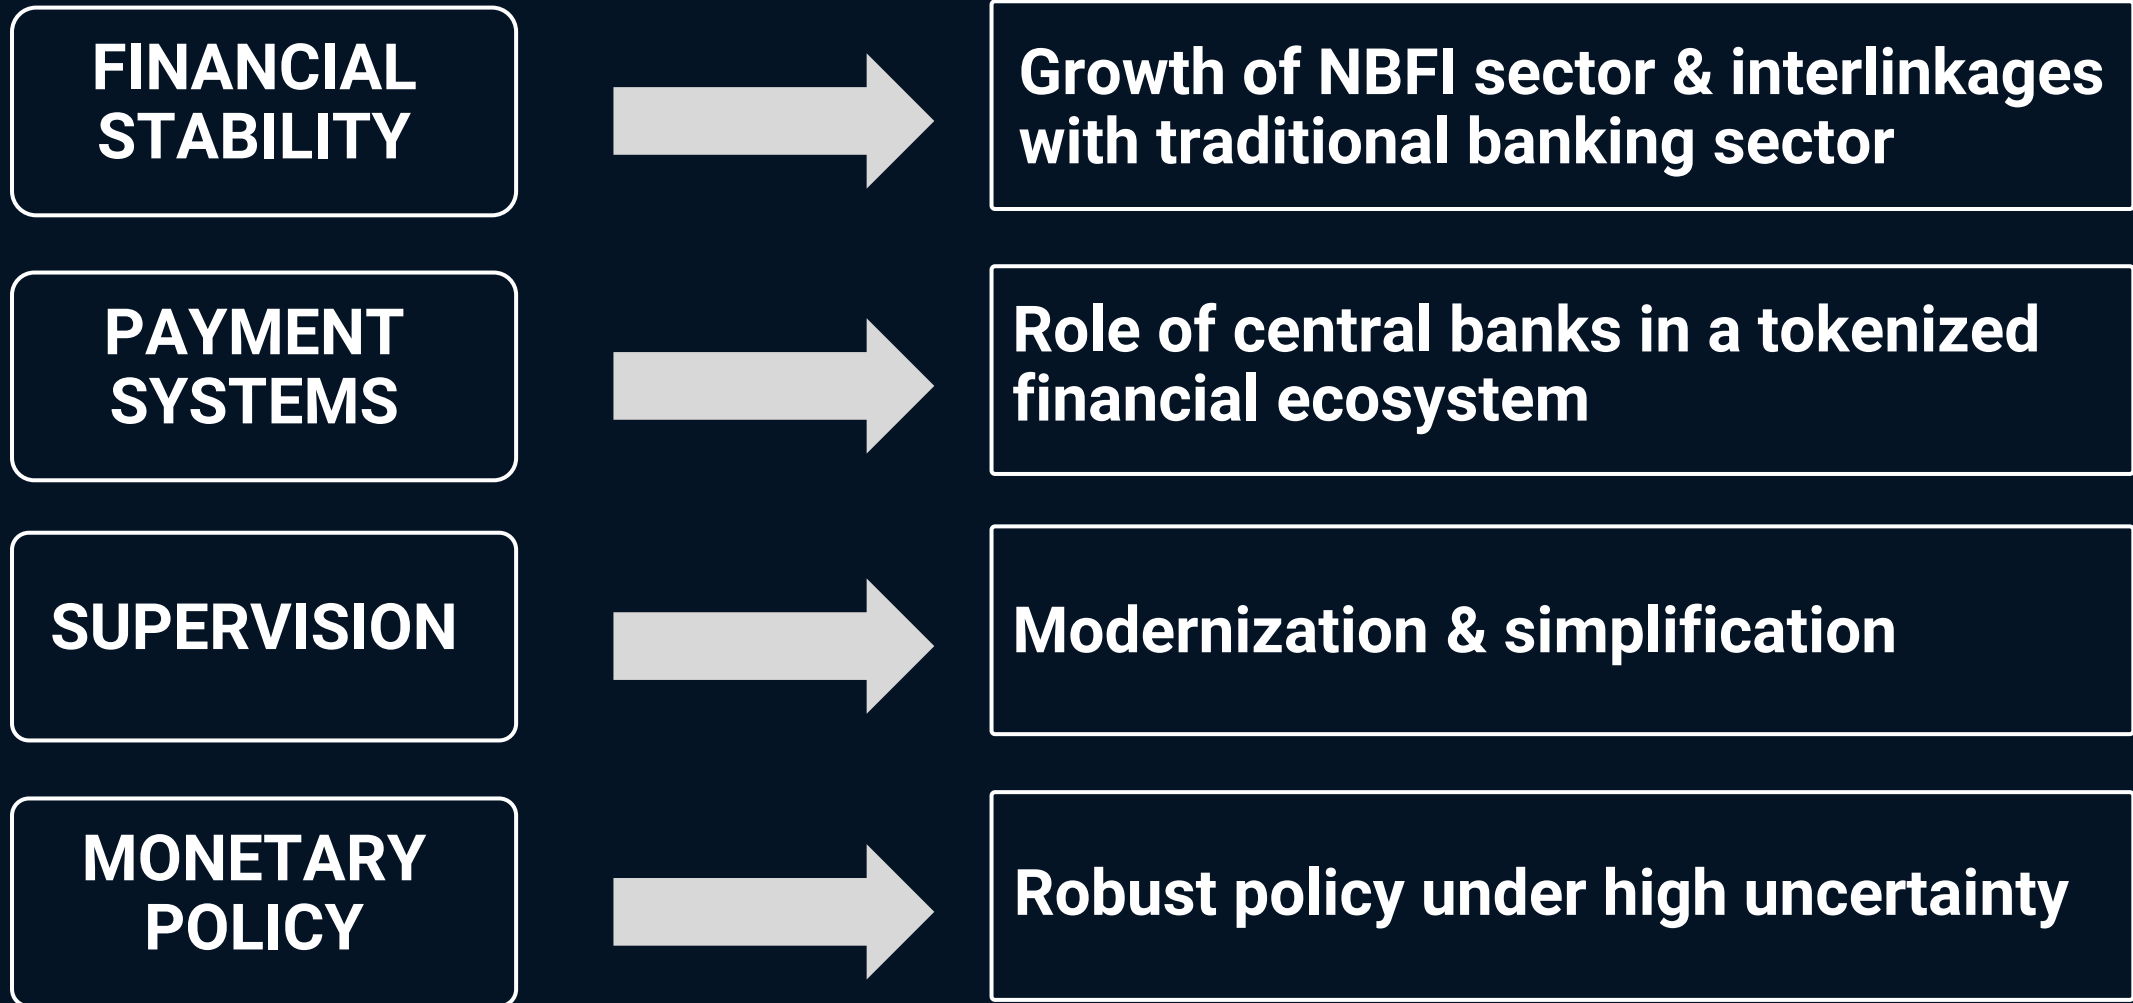 FINANCIAL
STABILITY
Growth of NBFI sector & interlinkages
with traditional banking sector
PAYMENT
SYSTEMS
Role of central banks in a tokenized
financial ecosystem
SUPERVISION
Modernization & simplification
MONETARY
POLICY
Robust policy under high uncertainty